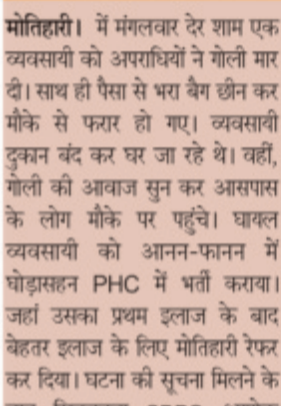 मोतिहारी। में मंगलवार देर शाम एक
व्यवसायी को अपराधियों ने गोली मार
दी। साथ ही पैसा से भरा बैग छीन कर
मौके से फरार हो गए। व्यवसायी
दुकान बंद कर घर जा रहे थे। वहीं,
गोली की आवाज सुन कर आसपास
के लोग मौके पर पहुंचे। घायल
व्यवसायी को आनन-फानन में
घोड़ासहन PHC में भर्ती कराया।
जहां उसका प्रथम इलाज के बाद
बेहतर इलाज के लिए मोतिहारी रेफर
कर दिया। घटना की सूचना मिलने के